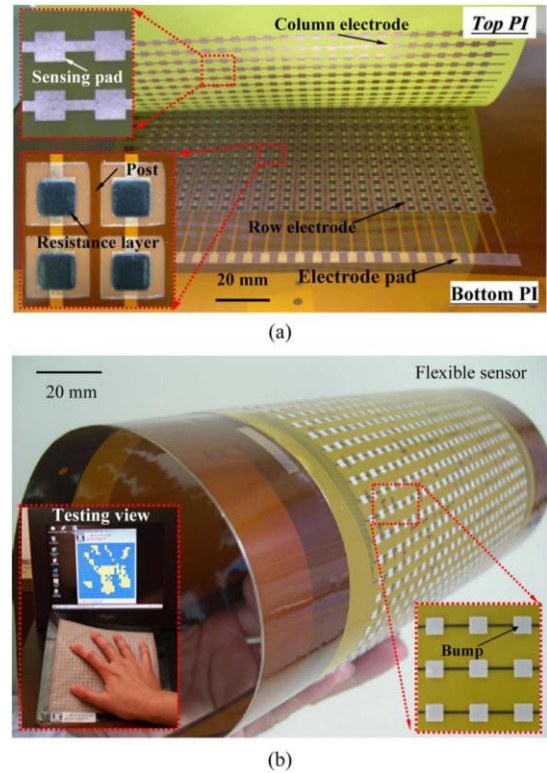 Column electrode
Top PI
Sensing pad
Post
Resistance layer
Row electrode
Electrode pad
20 mm
Bottom PI
(a)
20 mm
Flexible sensor
Testing view
Bump
(b)